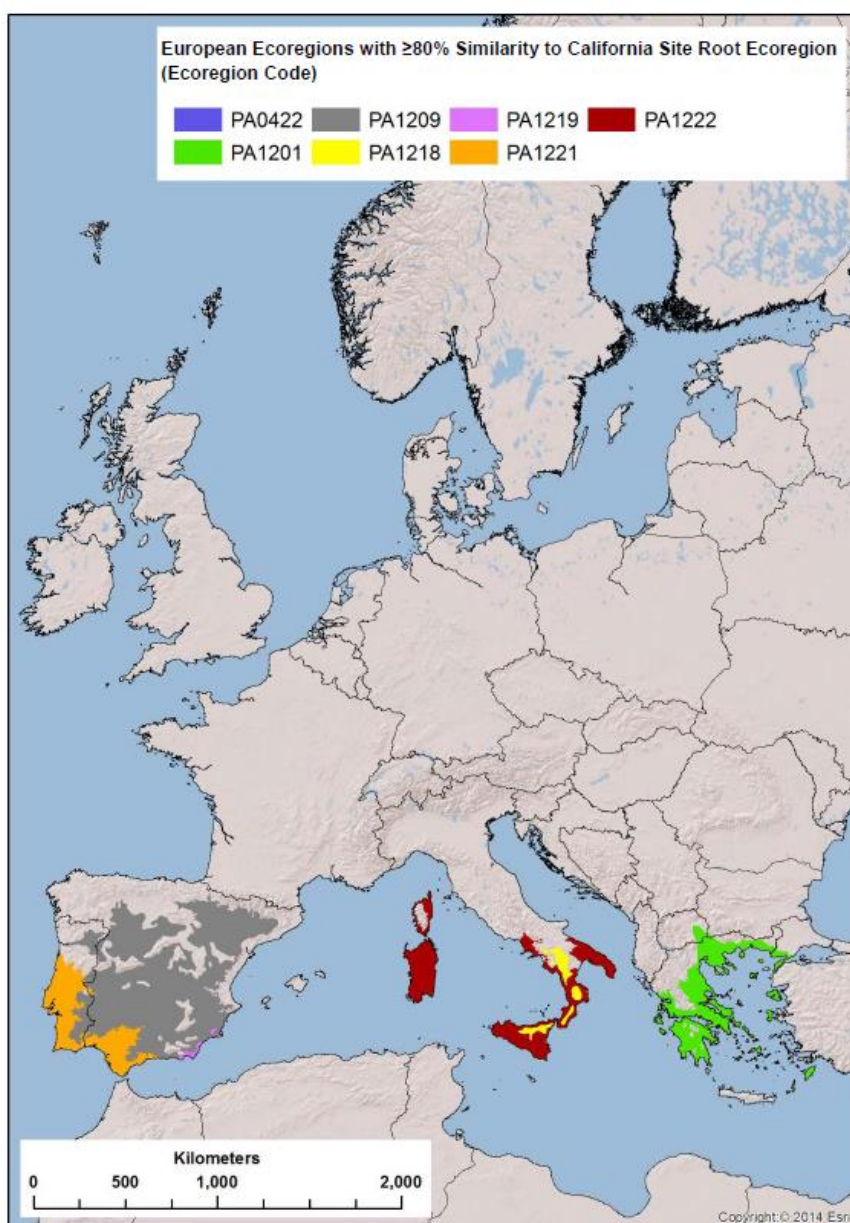 European Ecoregions with ≥80% Similarity to California Site Root Ecoregion
(Ecoregion Code)
PA0422 PA1209 PA1219 PA1222
PA1201 PA1218 PA1221
Kilometers
0 500 1,000 2,000
Copyright:© 2014 Esri